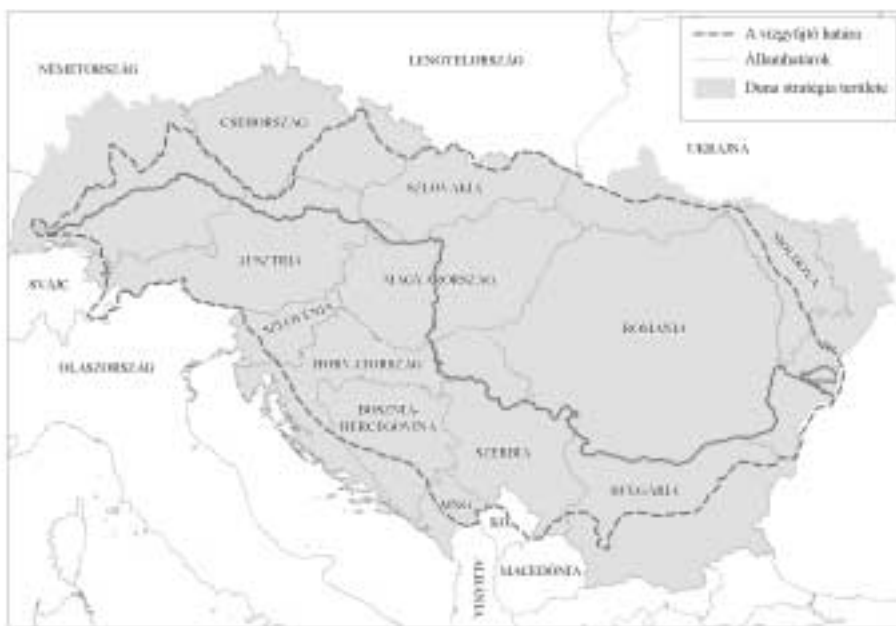 A vízgyűjtő határa
Államhatárok
Duna stratégia területe
NÉMETORSZÁG
LENGYELORSZÁG
CSEHORSZÁG
UKRAJNA
SZLOVÁKIA
MOLDOVA
AUSZTRIA
SVÁJC
MAGYARORSZÁG
SZLOVÉNIA
ROMÁNIA
OLASZORSZÁG
HORVÁTORSZÁG
BOSZNIA-
HERCEGOVINA
SZERBIA
BULGÁRIA
MNG
MACEDÓNIA
ALBÁNIA